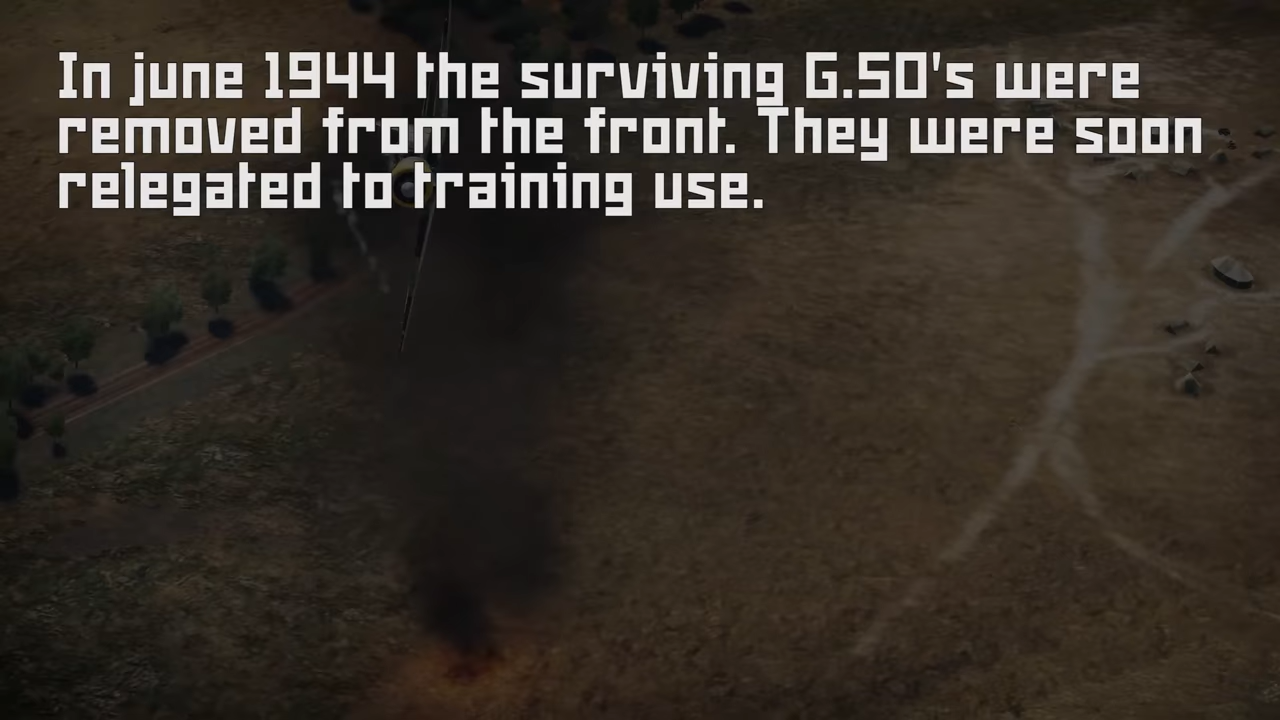 In june 1944 the surviving G.50's were
removed from the front. They were soon
relegated to training use.